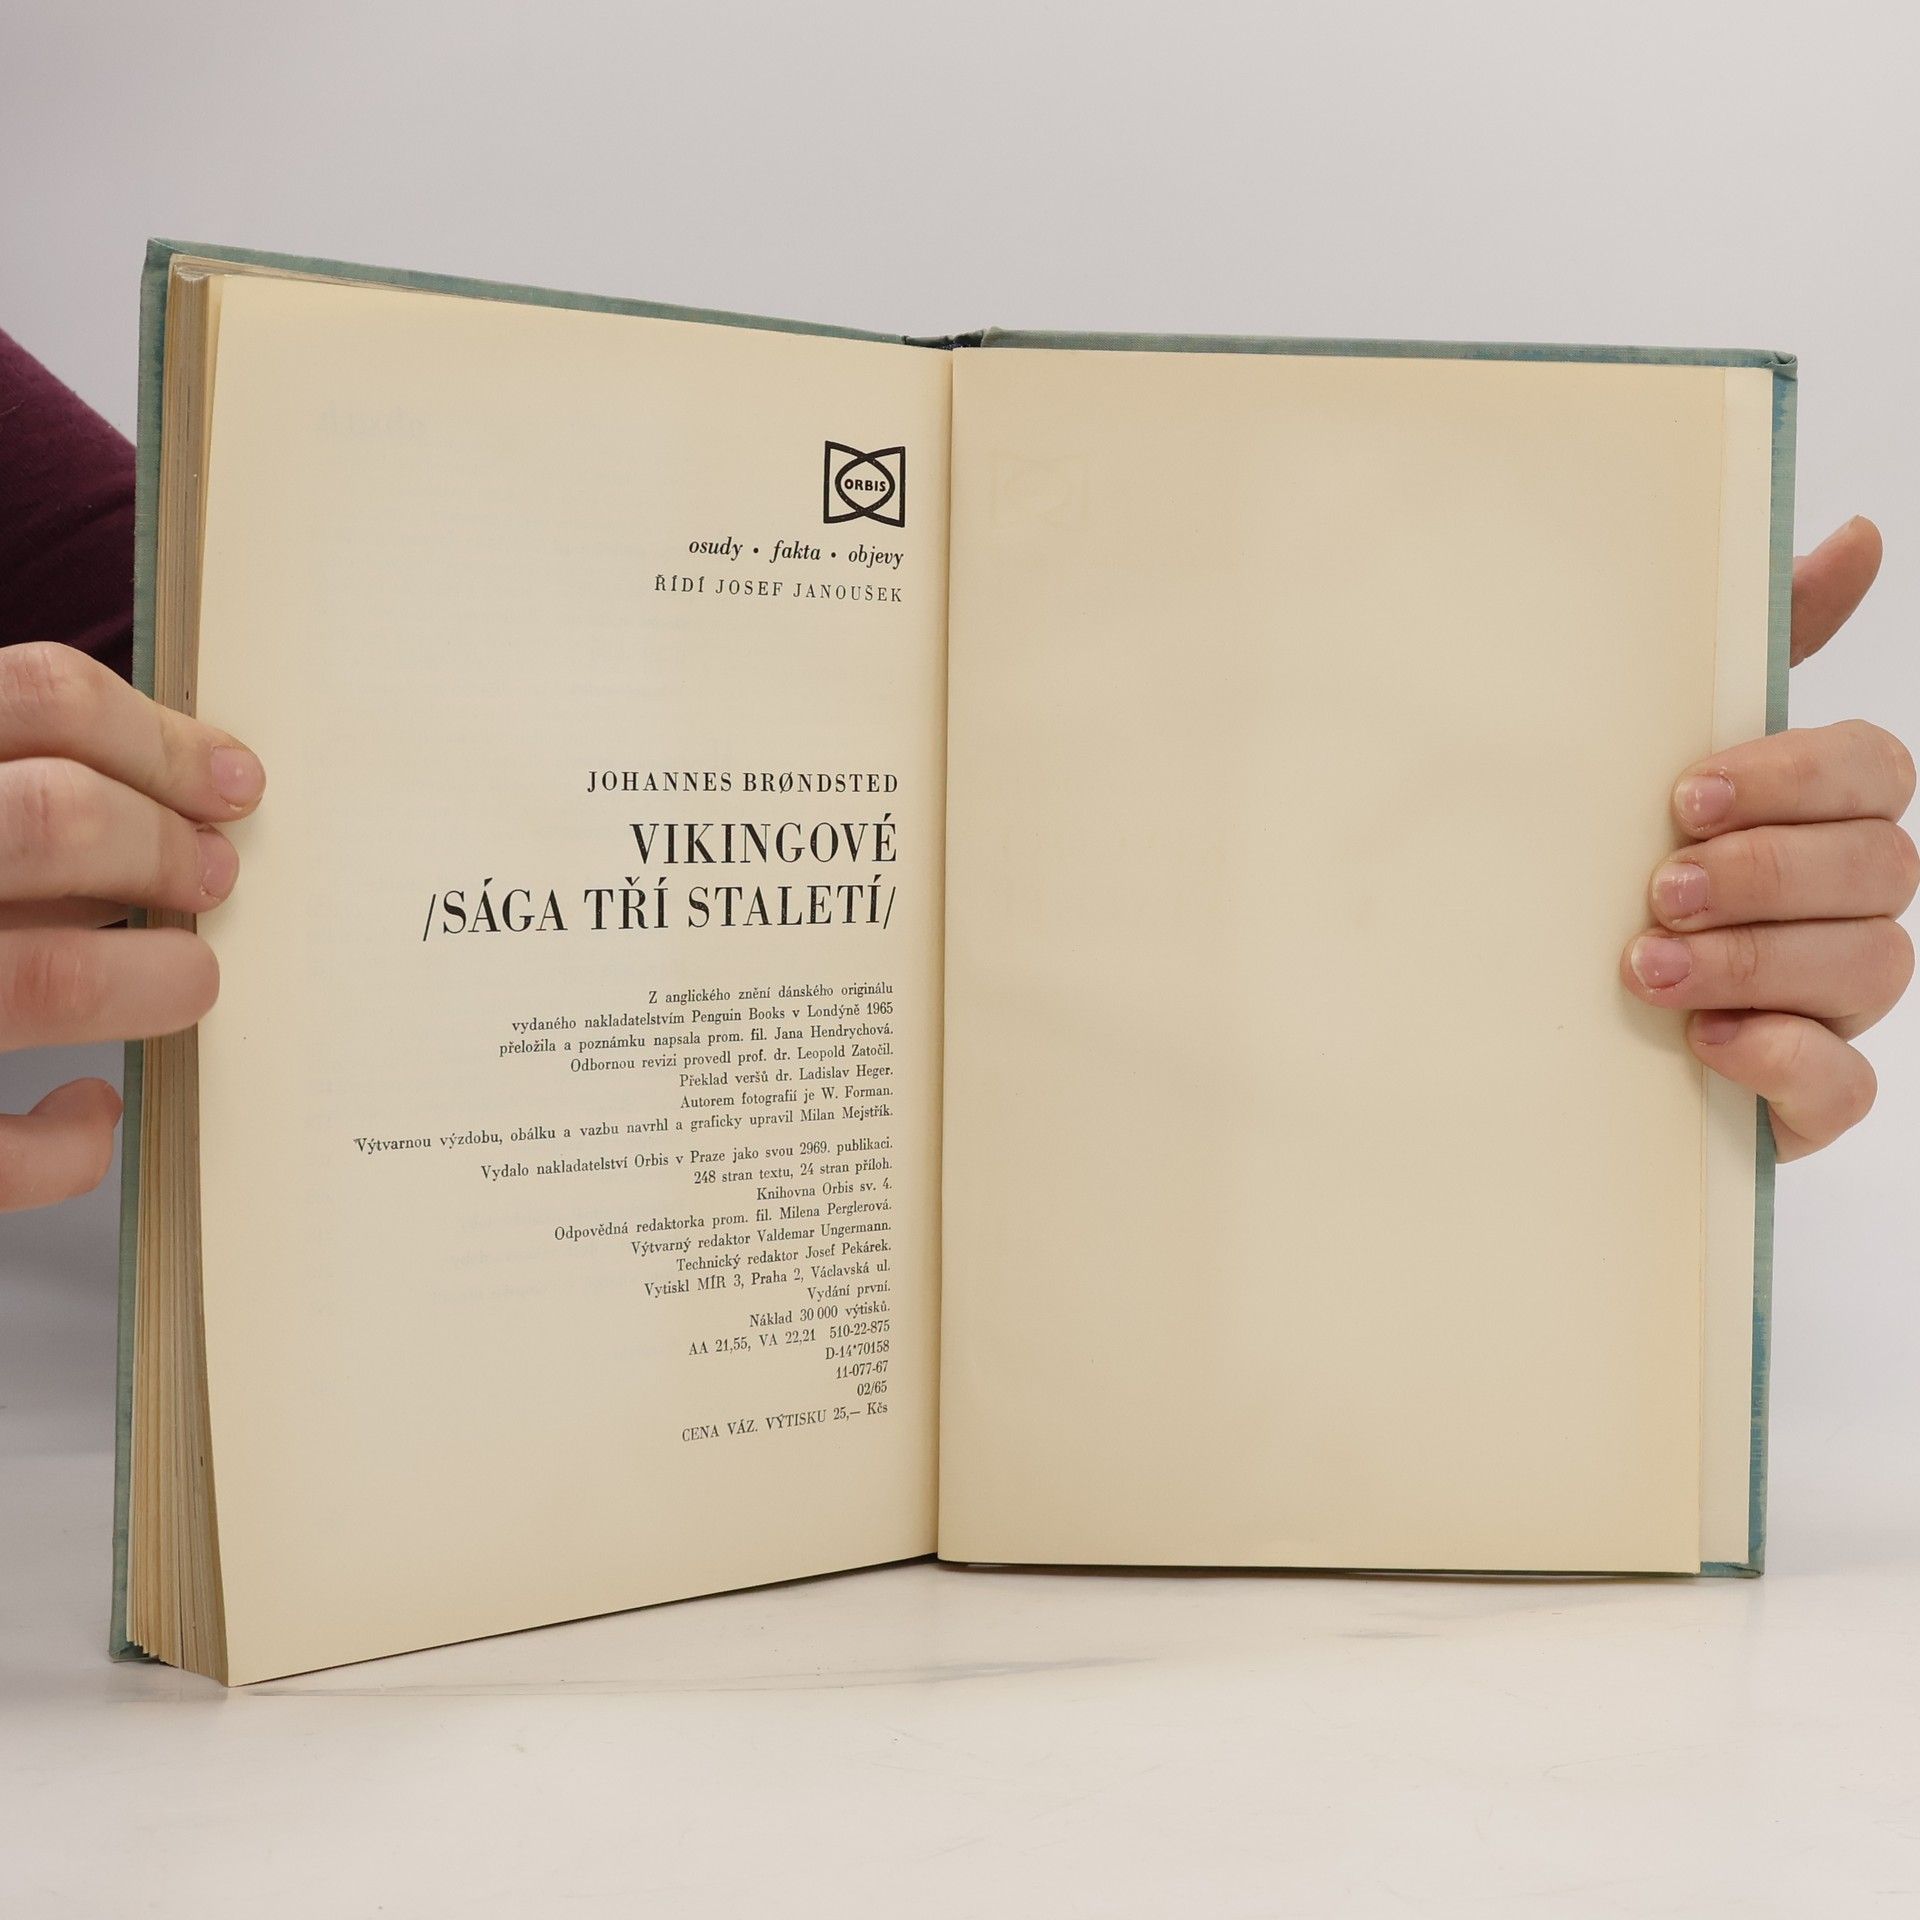 ORBIS
osudy • fakta • objevy
ŘÍDÍ JOSEF JANOUŠEK
JOHANNES BRØNDSTED
VIKINGOVÉ
/SÁGA TŘÍ STALETÍ/
Z anglického znění dánského originálu
vydaného nakladatelstvím Penguin Books v Londýně 1965
přeložila a poznámku napsala prom. fil. Jana Hendrychová.
Odbornou revizi provedl prof. dr. Leopold Zatočil.
Překlad veršů dr. Ladislav Heger.
Autorem fotografií je W. Forman.
Výtvarnou výzdobu, obálku a vazbu navrhl a graficky upravil Milan Mejstřík.
Vydalo nakladatelství Orbis v Praze jako svou 2969. publikaci.
248 stran textu, 24 stran příloh.
Knihovna Orbis sv. 4.
Odpovědná redaktorka prom. fil. Milena Perglerová.
Výtvarný redaktor Valdemar Ungermann.
Technický redaktor Josef Pekárek.
Vytiskl MÍR 3, Praha 2, Václavská ul.
Vydání první.
Náklad 30 000 výtisků.
AA 21,55, VA 22,21 510-22-875
D-14*70158
11-077-67
02/65
CENA VÁZ. VÝTISKU 25,— Kčs